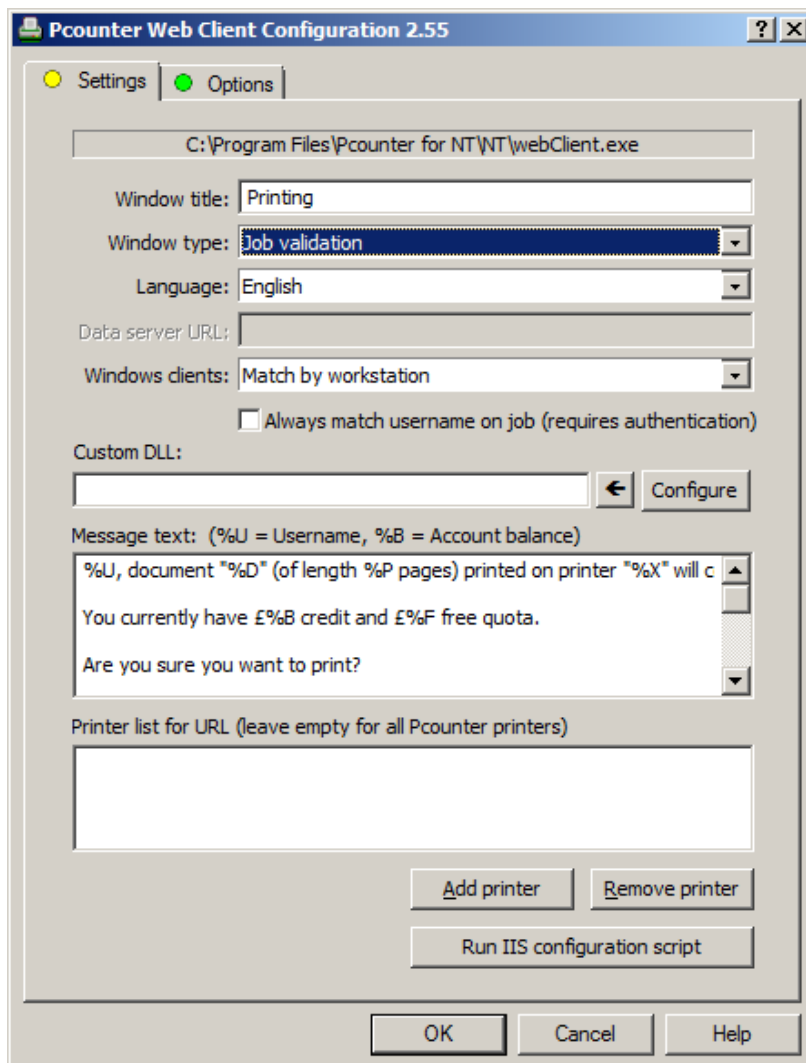 Pcounter Web Client Configuration 2.55
Settings
Options
C:\Program Files\Pcounter for NT\NT\webClient.exe
Window title: Printing
Window type: Job validation
Language: English
Data server URL:
Windows clients: Match by workstation
Always match username on job (requires authentication)
Custom DLL:
Configure
Message text: (%U = Username, %B = Account balance)
%U, document "%D" (of length %P pages) printed on printer "%X" will c
You currently have £%B credit and £%F free quota.
Are you sure you want to print?
Printer list for URL (leave empty for all Pcounter printers)
Add printer
Remove printer
Run IIS configuration script
OK
Cancel
Help